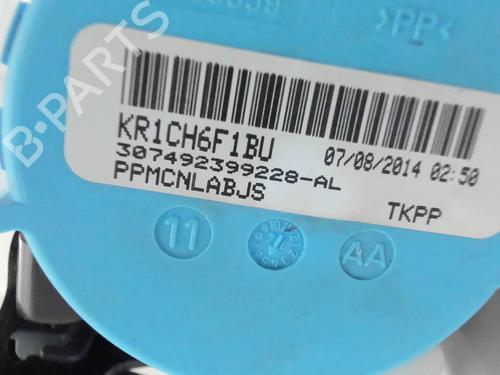 >PP<
KR1CH6F1BU 07/08/2014 02:50
307492399228-AL
PPMCNLABJS
TKPP
11
AA
B-PARTS